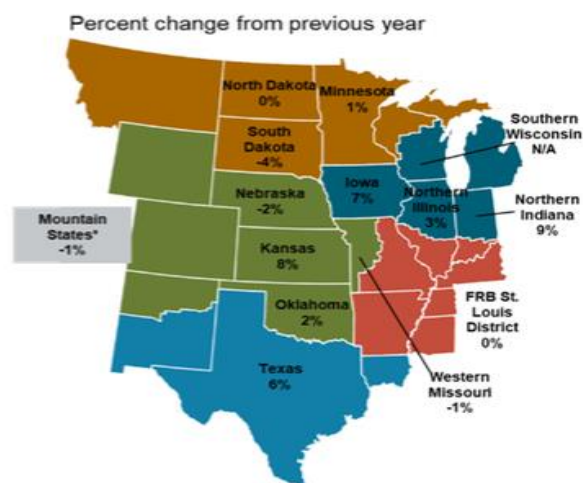 Percent change from previous year
North Dakota
0%
Minnesota
1%
Southern
Wisconsin
N/A
South
Dakota
-4%
Iowa
7%
Northern
Illinois
3%
Northern
Indiana
9%
Nebraska
-2%
Mountain
States*
-1%
Kansas
8%
Oklahoma
2%
FRB St.
Louis
District
0%
Texas
6%
Western
Missouri
-1%